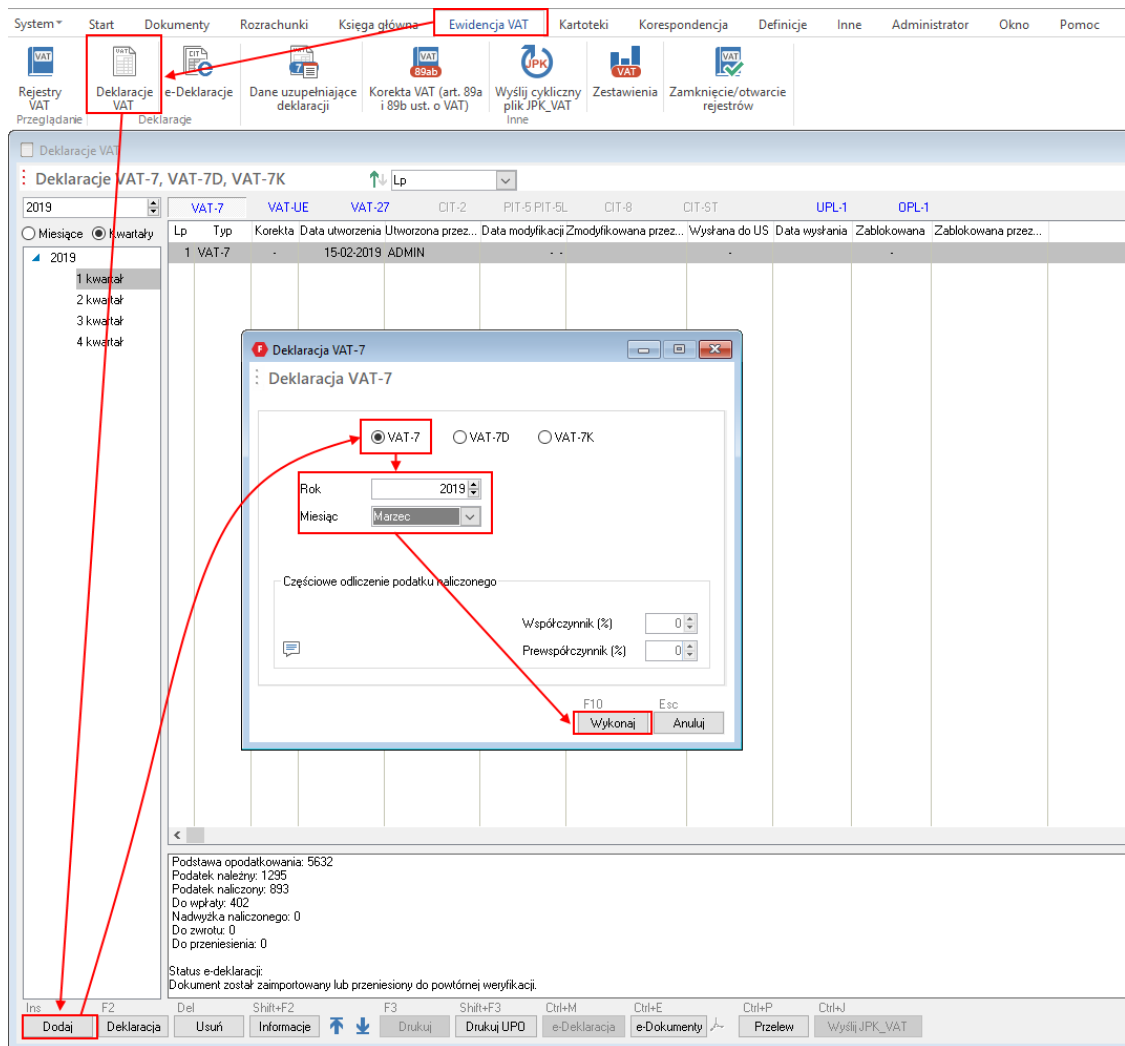 System Start Dokumenty Rozrachunki Księga główna Ewidencja VAT Kartoteki Korespondencja Definicje Inne Administrator Okno Pomoc
VAT VAT CIT VAT 7 VAT 89ab JPK VAT VAT
Rejestry VAT
Deklaracje VAT
e-Deklaracje
Dane uzupełniające deklaracji
Korekta VAT (art. 89a i 89b ust. o VAT)
Wyślij cykliczny plik JPK_VAT
Zestawienia
Zamknięcie/otwarcie rejestrów
Przeglądanie Deklaracje Inne
Deklaracje VAT
Deklaracje VAT-7, VAT-7D, VAT-7K Lp
2019 VAT-7 VAT-UE VAT-27 CIT-2 PIT-5 PIT-5L CIT-8 CIT-ST UPL-1 OPL-1
Miesiące Kwartały Lp Typ Korekta Data utworzenia Utworzona przez... Data modyfikacji Zmodyfikowana przez... Wysłana do US Data wysłania Zablokowana Zablokowana przez...
2019 1 VAT-7 - 15-02-2019 ADMIN - - - -
1 kwartał
2 kwartał
3 kwartał
4 kwartał
F Deklaracja VAT-7
Deklaracja VAT-7
VAT-7 VAT-7D VAT-7K
Rok 2019
Miesiąc Marzec
Częściowe odliczenie podatku naliczonego
Współczynnik (%) 0
Prewspółczynnik (%) 0
F10 Esc
Wykonaj Anuluj
Podstawa opodatkowania: 5632
Podatek należny: 1295
Podatek naliczony: 893
Do wpłaty: 402
Nadwyżka naliczonego: 0
Do zwrotu: 0
Do przeniesienia: 0
Status e-deklaracji:
Dokument został zaimportowany lub przeniesiony do powtórnej weryfikacji.
Ins F2 Del Shift+F2 F3 Shift+F3 Ctrl+M Ctrl+E Ctrl+P Ctrl+J
Dodaj Deklaracja Usuń Informacje Drukuj Drukuj UPO e-Deklaracja e-Dokumenty Przelew Wyślij JPK_VAT